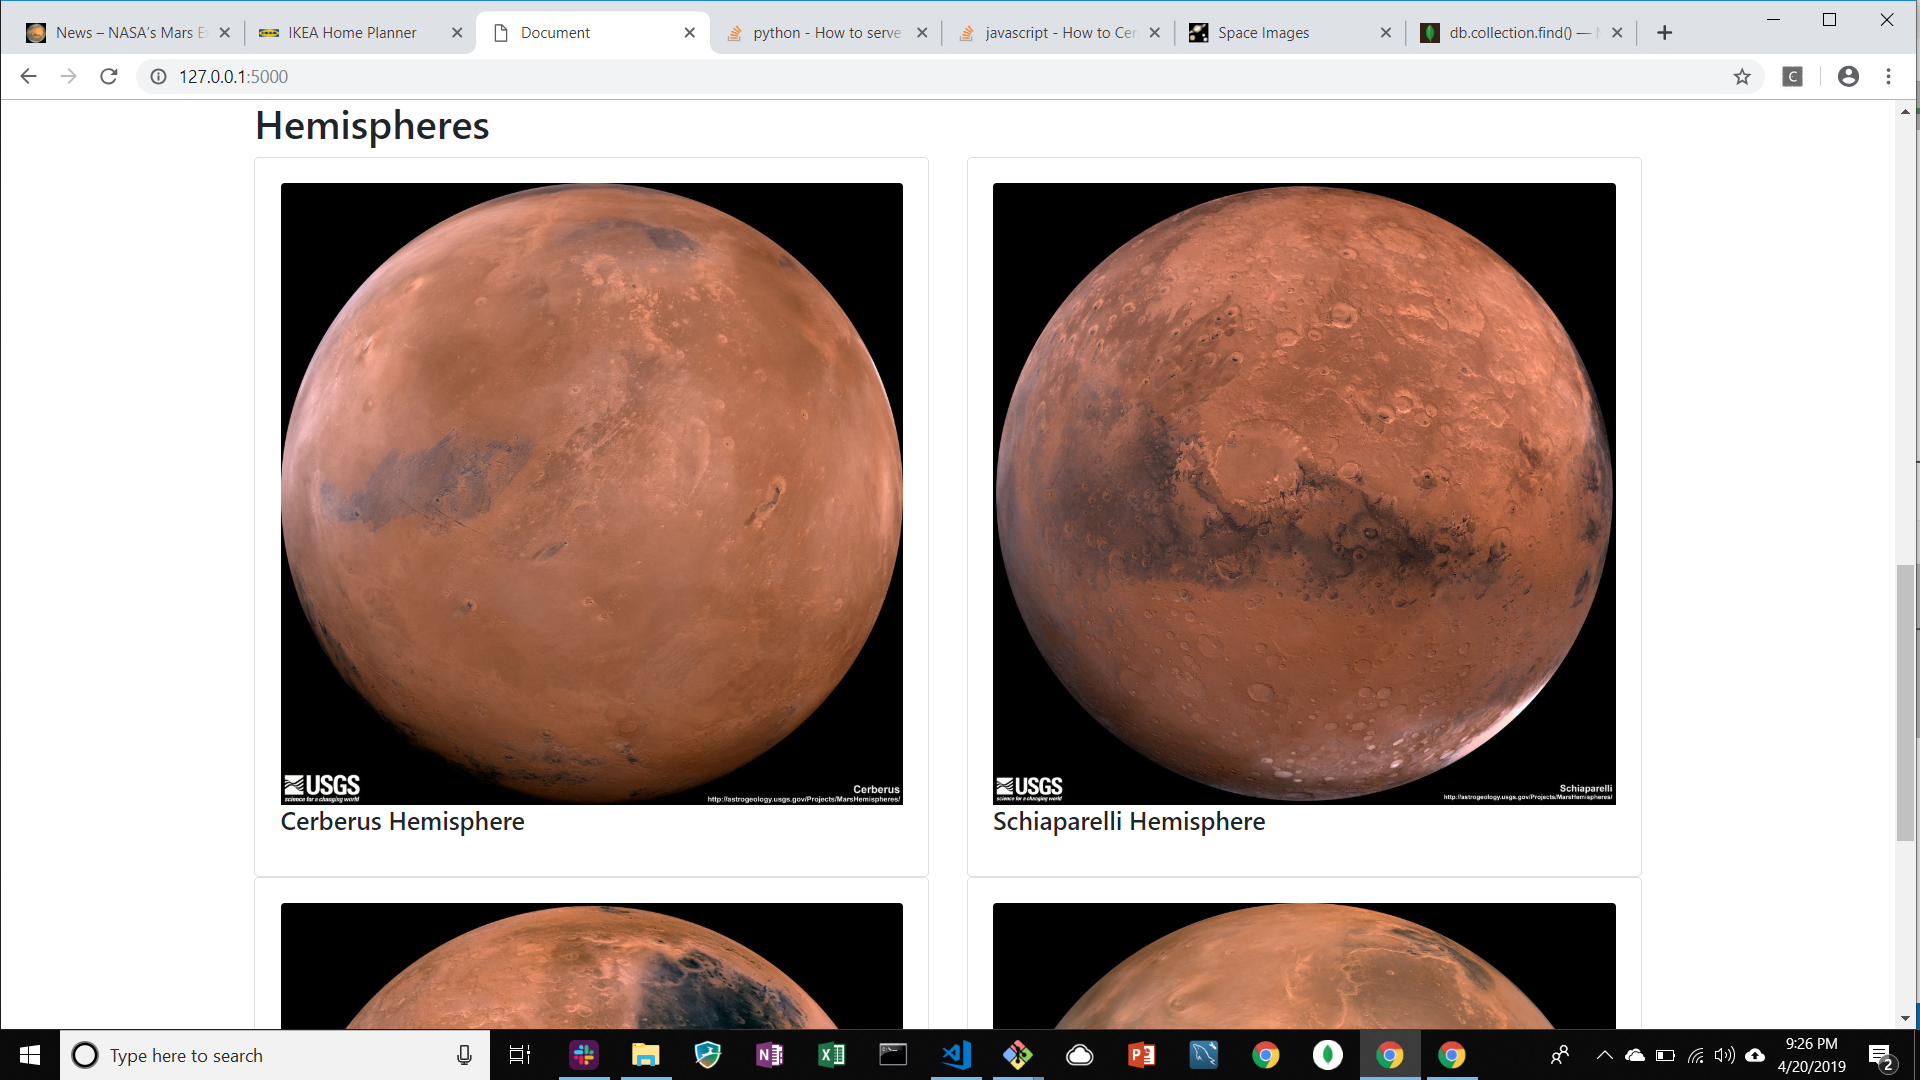 News – NASA's Mars E
IKEA Home Planner
Document
python - How to serve
javascript - How to Cen
Space Images
db.collection.find() —
127.0.0.1:5000
C
Hemispheres
USGS
science for a changing world
Cerberus
http://astrogeology.usgs.gov/Projects/MarsHemispheres/
Cerberus Hemisphere
USGS
science for a changing world
Schiaparelli
http://astrogeology.usgs.gov/Projects/MarsHemispheres/
Schiaparelli Hemisphere
Type here to search
9:26 PM
4/20/2019
2